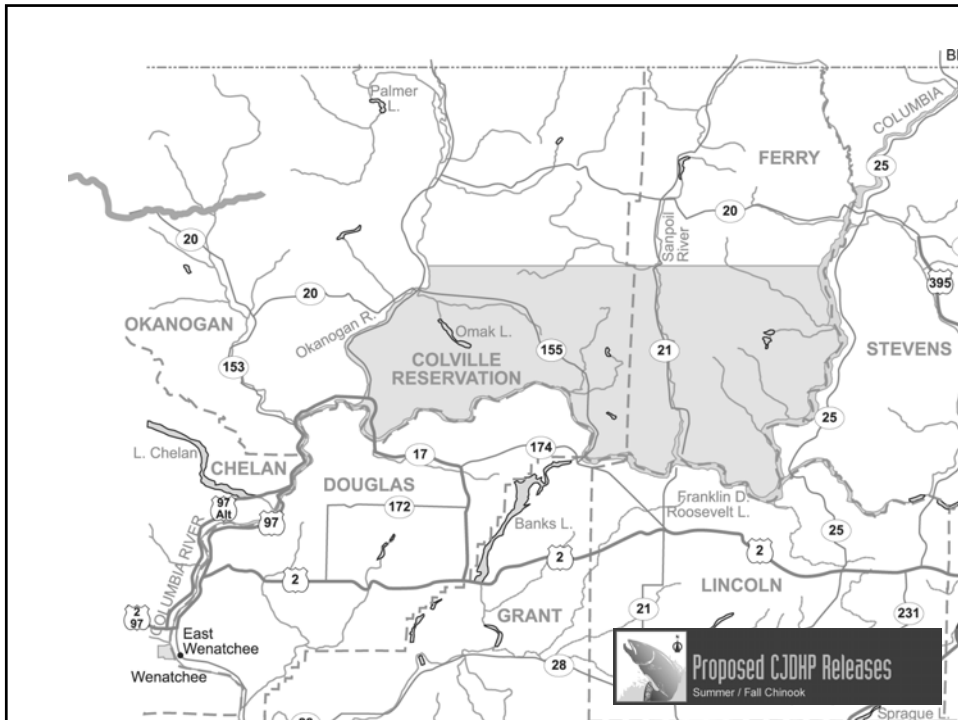 Palmer
L.
BI
COLUMBIA
FERRY
25
20
20
Sanpoil
River
20
395
OKANOGAN
Okanogan R.
Omak L.
155
21
STEVENS
153
COLVILLE
RESERVATION
25
L. Chelan
CHELAN
174
17
97
Alt
97
DOUGLAS
172
Franklin D.
Roosevelt L.
Banks L.
25
COLUMBIA RIVER
2
2
2
LINCOLN
2
97
GRANT
21
231
East
Wenatchee
Wenatchee
28
Proposed CJDHP Releases
Summer / Fall Chinook
Sprague L.